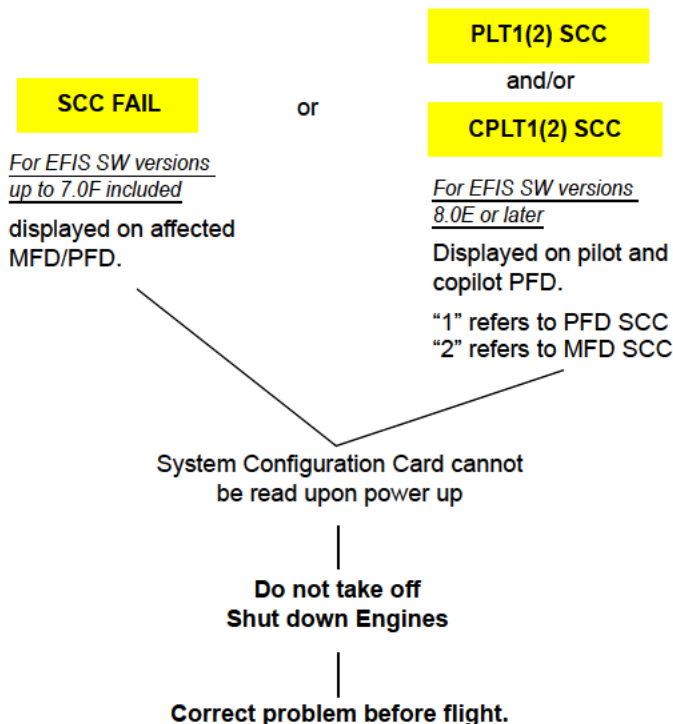 SCC FAIL
or
PLT1(2) SCC
and/or
CPLT1(2) SCC
For EFIS SW versions
up to 7.0F included
displayed on affected
MFD/PFD.
For EFIS SW versions
8.0E or later
Displayed on pilot and
copilot PFD.
“1” refers to PFD SCC
“2” refers to MFD SCC
System Configuration Card cannot
be read upon power up
Do not take off
Shut down Engines
Correct problem before flight.